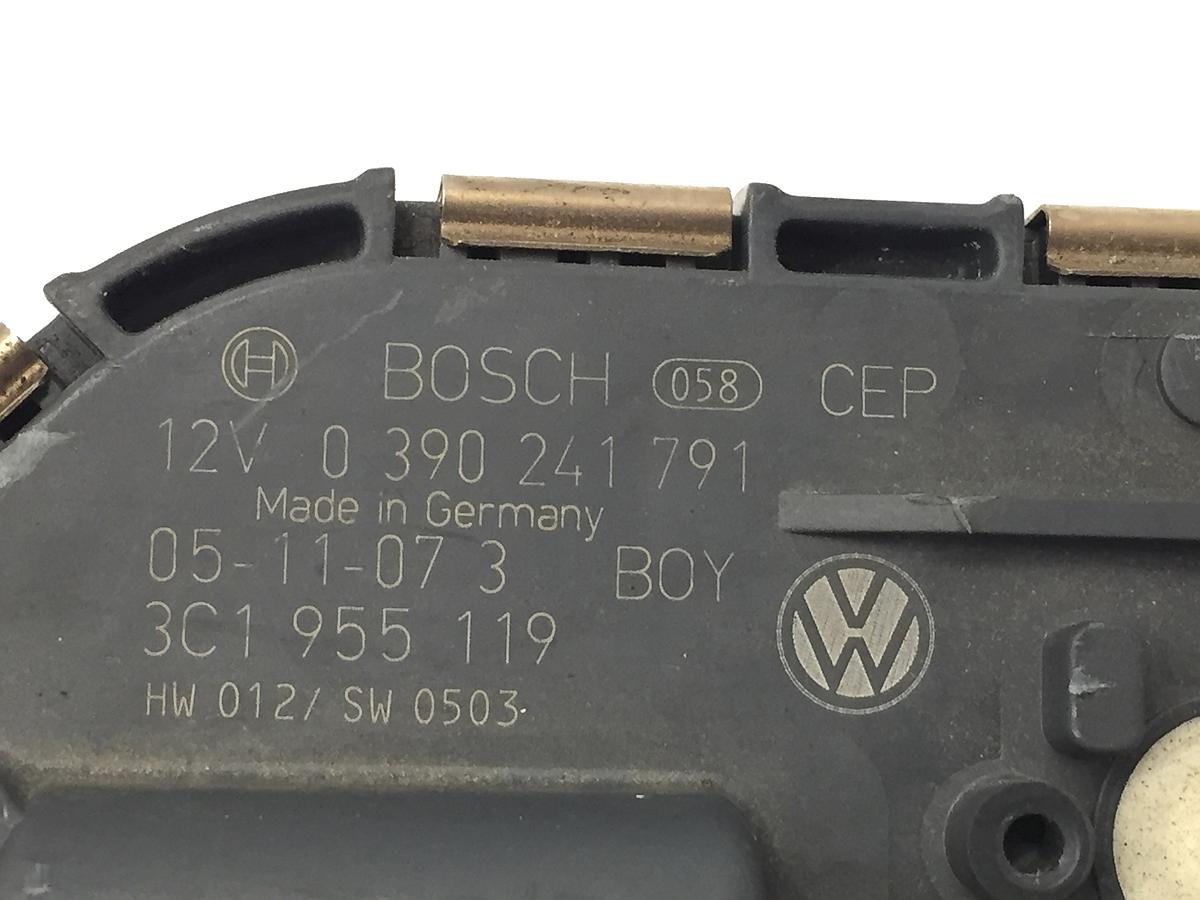 BOSCH 058 CEP
12V 0 390 241 791
Made in Germany
05-11-07 3 BOY
3C1 955 119
HW 012/ SW 0503